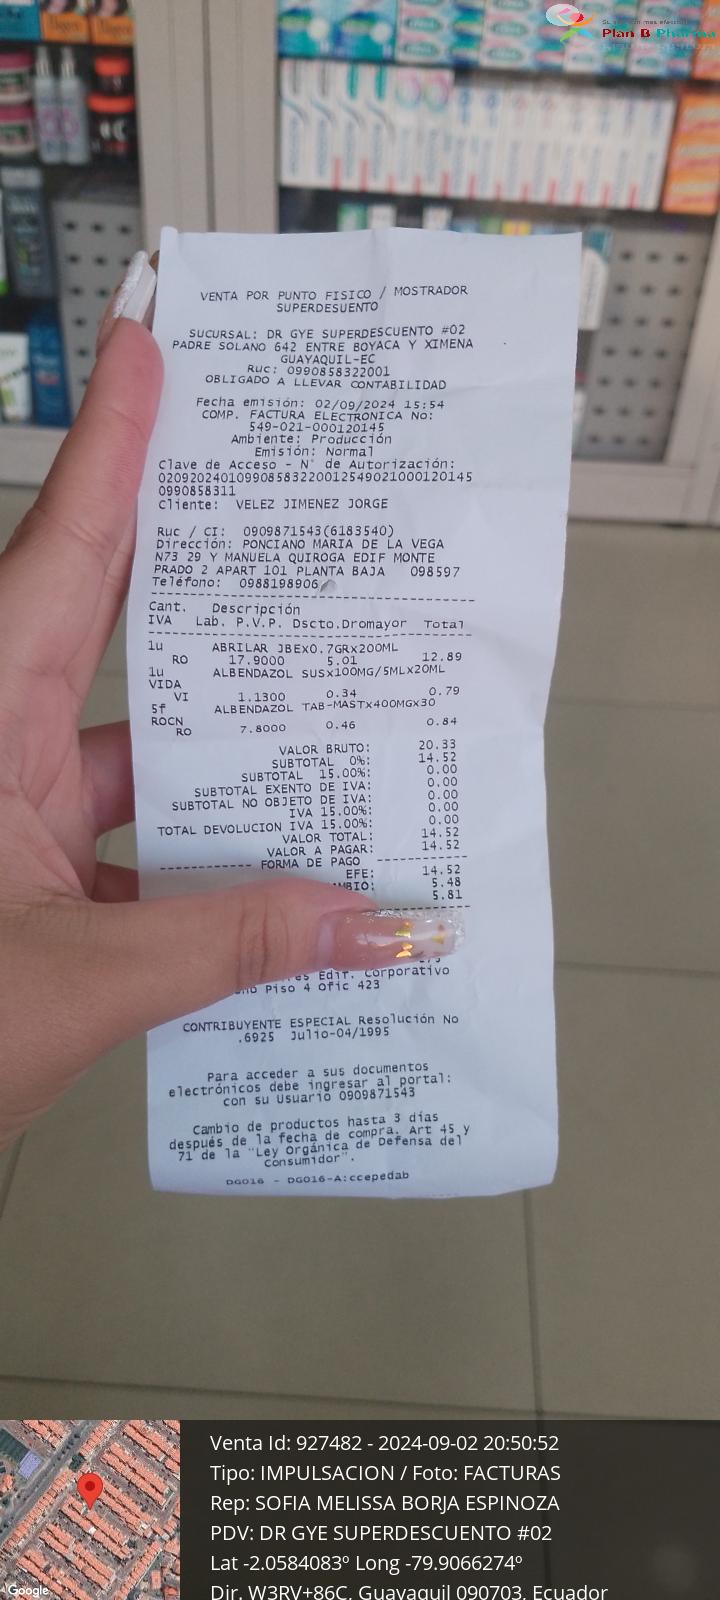 Plan B Pharma
VENTA POR PUNTO FISICO / MOSTRADOR
SUPERDESUENTO
SUCURSAL: DR GYE SUPERDESCUENTO #02
PADRE SOLANO 642 ENTRE BOYACA Y XIMENA
GUAYAQUIL-EC
Ruc: 0990858322001
OBLIGADO A LLEVAR CONTABILIDAD
Fecha emisión: 02/09/2024 15:54
COMP. FACTURA ELECTRONICA No:
549-021-000120145
Ambiente: Producción
Emisión: Normal
Clave de Acceso - N° de Autorización:
020920240109908583220012549021000120145
0990858311
Cliente: VELEZ JIMENEZ JORGE
Ruc / CI: 0909871543(6183540)
Dirección: PONCIANO MARIA DE LA VEGA
N73 29 Y MANUELA QUIROGA EDIF MONTE
PRADO 2 APART 101 PLANTA BAJA 098597
Teléfono: 0988198906
Cant. Descripción
IVA Lab. P.V.P. Dscto.Dromayor Total
1u ABRILAR JBEx0.7GRx200ML
RO 17.9000 5.01 12.89
1u ALBENDAZOL SUSx100MG/5MLx20ML
VIDA
VI 1.1300 0.34 0.79
5f ALBENDAZOL TAB-MASTx400MGx30
ROCN
RO 7.8000 0.46 0.84
VALOR BRUTO: 20.33
SUBTOTAL 0%: 14.52
SUBTOTAL 15.00%: 0.00
SUBTOTAL EXENTO DE IVA: 0.00
SUBTOTAL NO OBJETO DE IVA: 0.00
IVA 15.00%: 0.00
TOTAL DEVOLUCION IVA 15.00%: 0.00
VALOR TOTAL: 14.52
VALOR A PAGAR: 14.52
----------- FORMA DE PAGO -----------
EFE: 14.52
MBIO: 5.48
5.81
es Edif. Corporativo
Piso 4 Ofic 423
CONTRIBUYENTE ESPECIAL Resolución No
.6925 Julio-04/1995
Para acceder a sus documentos
electrónicos debe ingresar al portal:
con su Usuario 0909871543
Cambio de productos hasta 3 días
después de la fecha de compra. Art 45 y
71 de la "Ley Orgánica de Defensa del
Consumidor".
DG016 - DG016-A:ccepedab
Venta Id: 927482 - 2024-09-02 20:50:52
Tipo: IMPULSACION / Foto: FACTURAS
Rep: SOFIA MELISSA BORJA ESPINOZA
PDV: DR GYE SUPERDESCUENTO #02
Lat -2.0584083º Long -79.9066274º
Dir. W3RV+86C, Guayaquil 090703, Ecuador
Google